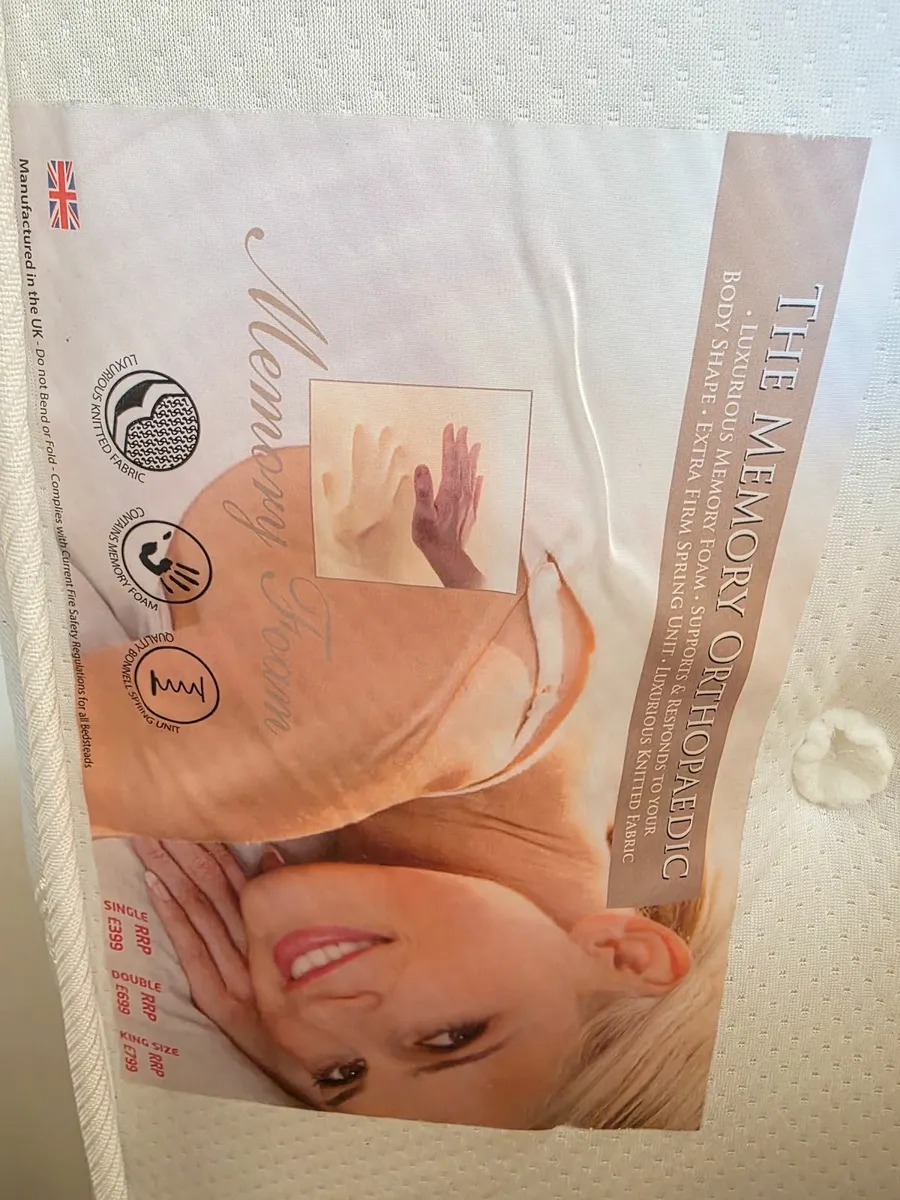 THE MEMORY ORTHOPAEDIC
· LUXURIOUS MEMORY FOAM · SUPPORTS & RESPONDS TO YOUR
BODY SHAPE · EXTRA FIRM SPRING UNIT · LUXURIOUS KNITTED FABRIC
Memory Foam
LUXURIOUS KNITTED FABRIC
CONTAINS MEMORY FOAM
QUALITY BONNELL SPRING UNIT
SINGLE RRP
£399
DOUBLE RRP
£699
KING SIZE RRP
£799
Manufactured in the UK - Do not Bend or Fold - Complies with Current Fire Safety Regulations for all Bedsteads